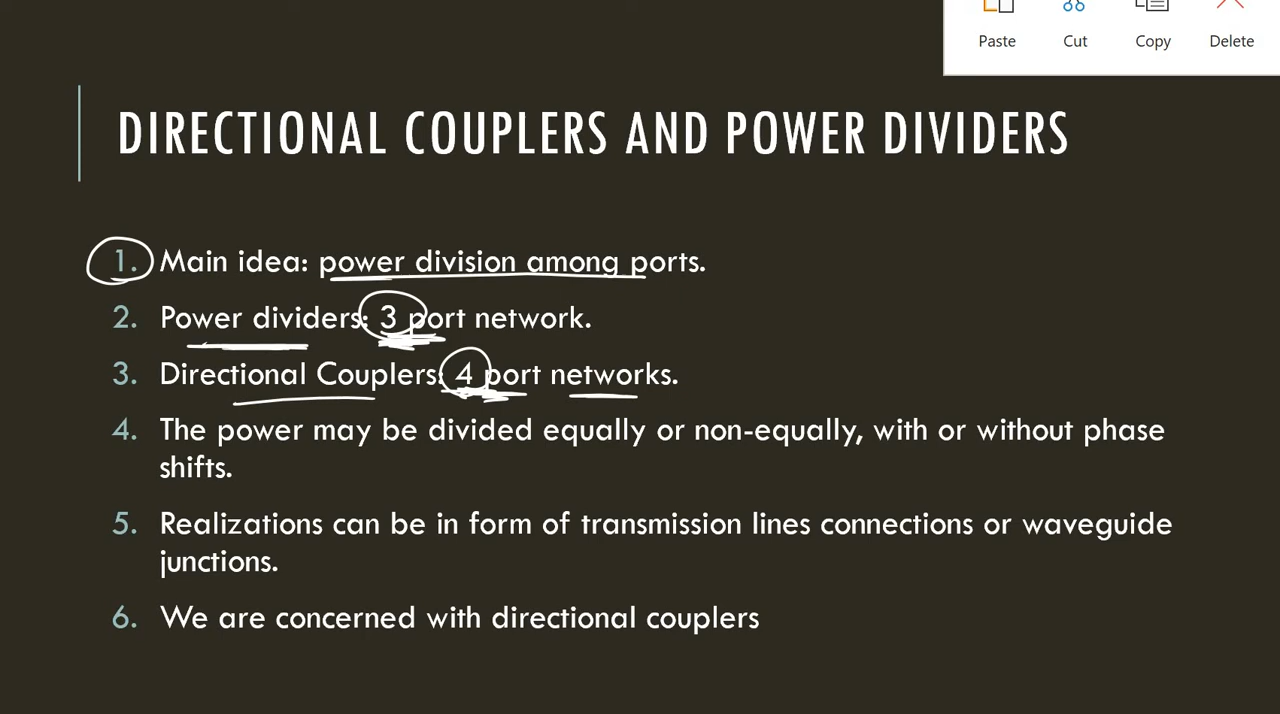 Paste Cut Copy Delete
DIRECTIONAL COUPLERS AND POWER DIVIDERS
1. Main idea: power division among ports.
2. Power dividers: 3 port network.
3. Directional Couplers: 4 port networks.
4. The power may be divided equally or non-equally, with or without phase
shifts.
5. Realizations can be in form of transmission lines connections or waveguide
junctions.
6. We are concerned with directional couplers